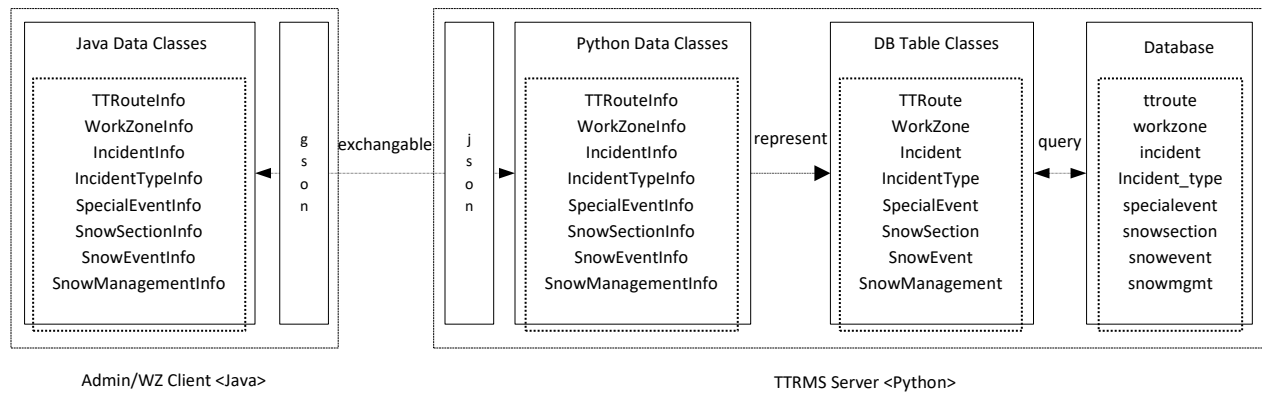 Java Data Classes
TTRouteInfo
WorkZoneInfo
IncidentInfo
IncidentTypeInfo
SpecialEventInfo
SnowSectionInfo
SnowEventInfo
SnowManagementInfo
gson
exchangable
json
Python Data Classes
TTRouteInfo
WorkZoneInfo
IncidentInfo
IncidentTypeInfo
SpecialEventInfo
SnowSectionInfo
SnowEventInfo
SnowManagementInfo
represent
DB Table Classes
TTRoute
WorkZone
Incident
IncidentType
SpecialEvent
SnowSection
SnowEvent
SnowManagement
query
Database
ttroute
workzone
incident
Incident_type
specialevent
snowsection
snowevent
snowmgmt
Admin/WZ Client <Java>
TTRMS Server <Python>